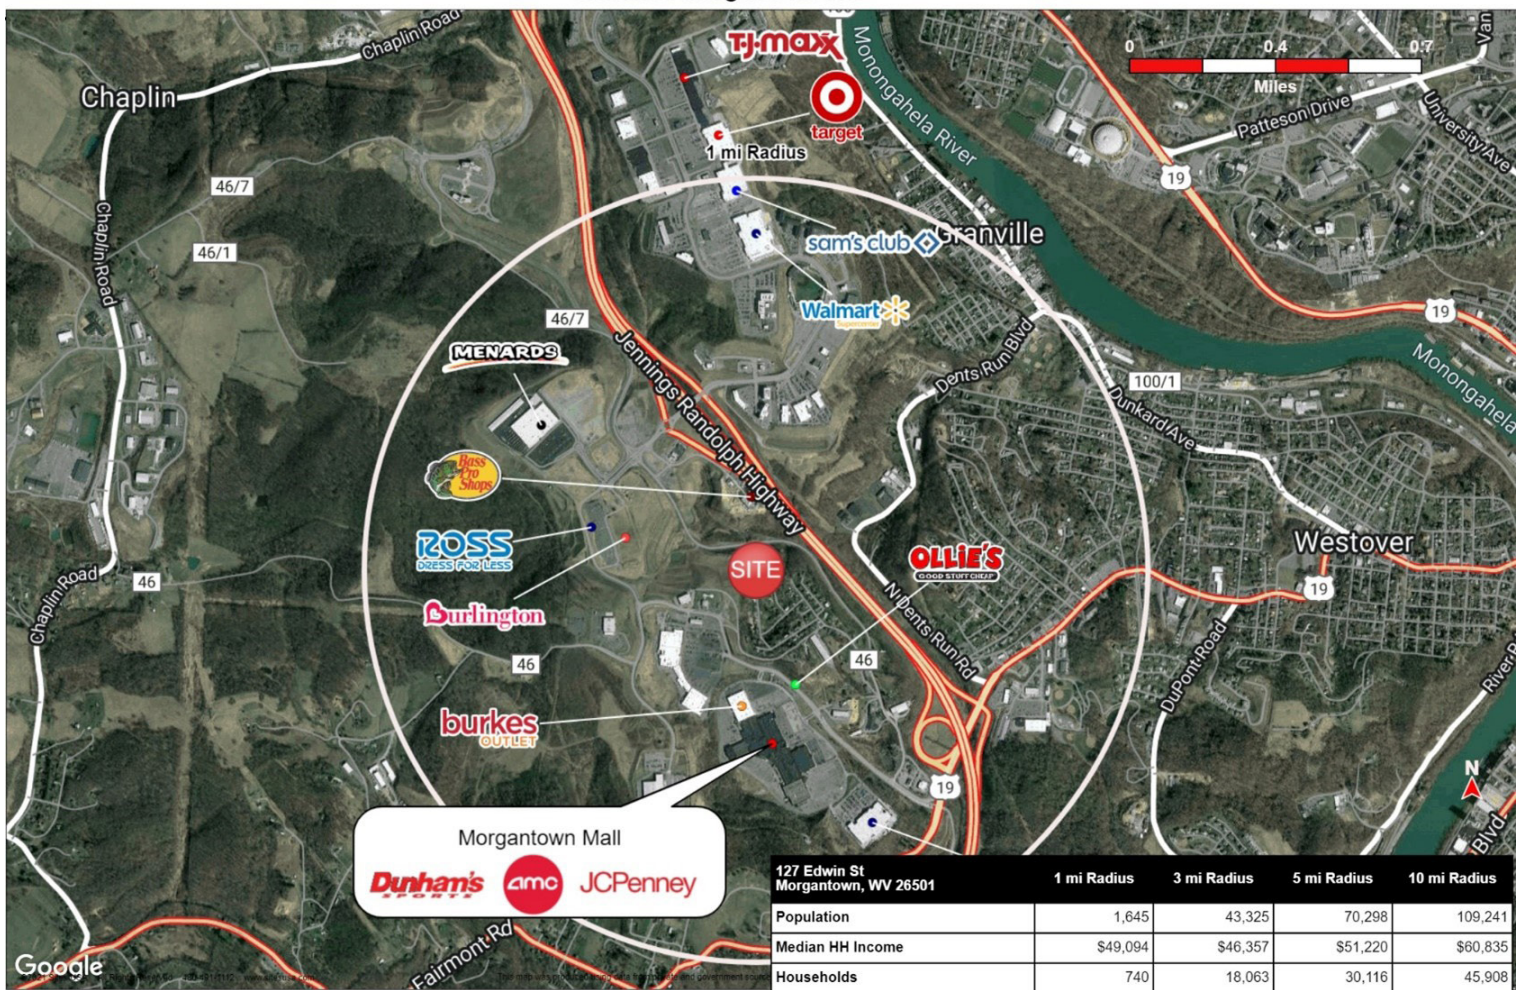 Chaplin Road
Chaplin
TJ-maxx
target
1 mi Radius
0 0.4 0.7
Miles
Van
Patteson Drive
University Ave
Monongahela River
19
46/7
46/1
Chaplin Road
sam's club
Granville
Walmart
Supercenter
19
46/7
MENARDS
Jennings Randolph Highway
Dents Run Blvd
100/1
Monongahela
Dunkard Ave
Bass
Pro
Shops
ROSS
DRESS FOR LESS
SITE
OLLIE'S
GOOD STUFF CHEAP
Westover
Chaplin Road
46
Burlington
N Dents Run Rd
19
46
46
DuPont Road
burkes
OUTLET
19
N
Morgantown Mall
Dunham's
SPORTS
amc
JCPenney
Blvd
127 Edwin St
Morgantown, WV 26501
1 mi Radius 3 mi Radius 5 mi Radius 10 mi Radius
Population 1,645 43,325 70,298 109,241
Median HH Income $49,094 $46,357 $51,220 $60,835
Households 740 18,063 30,116 45,908
Fairmont Rd
Google